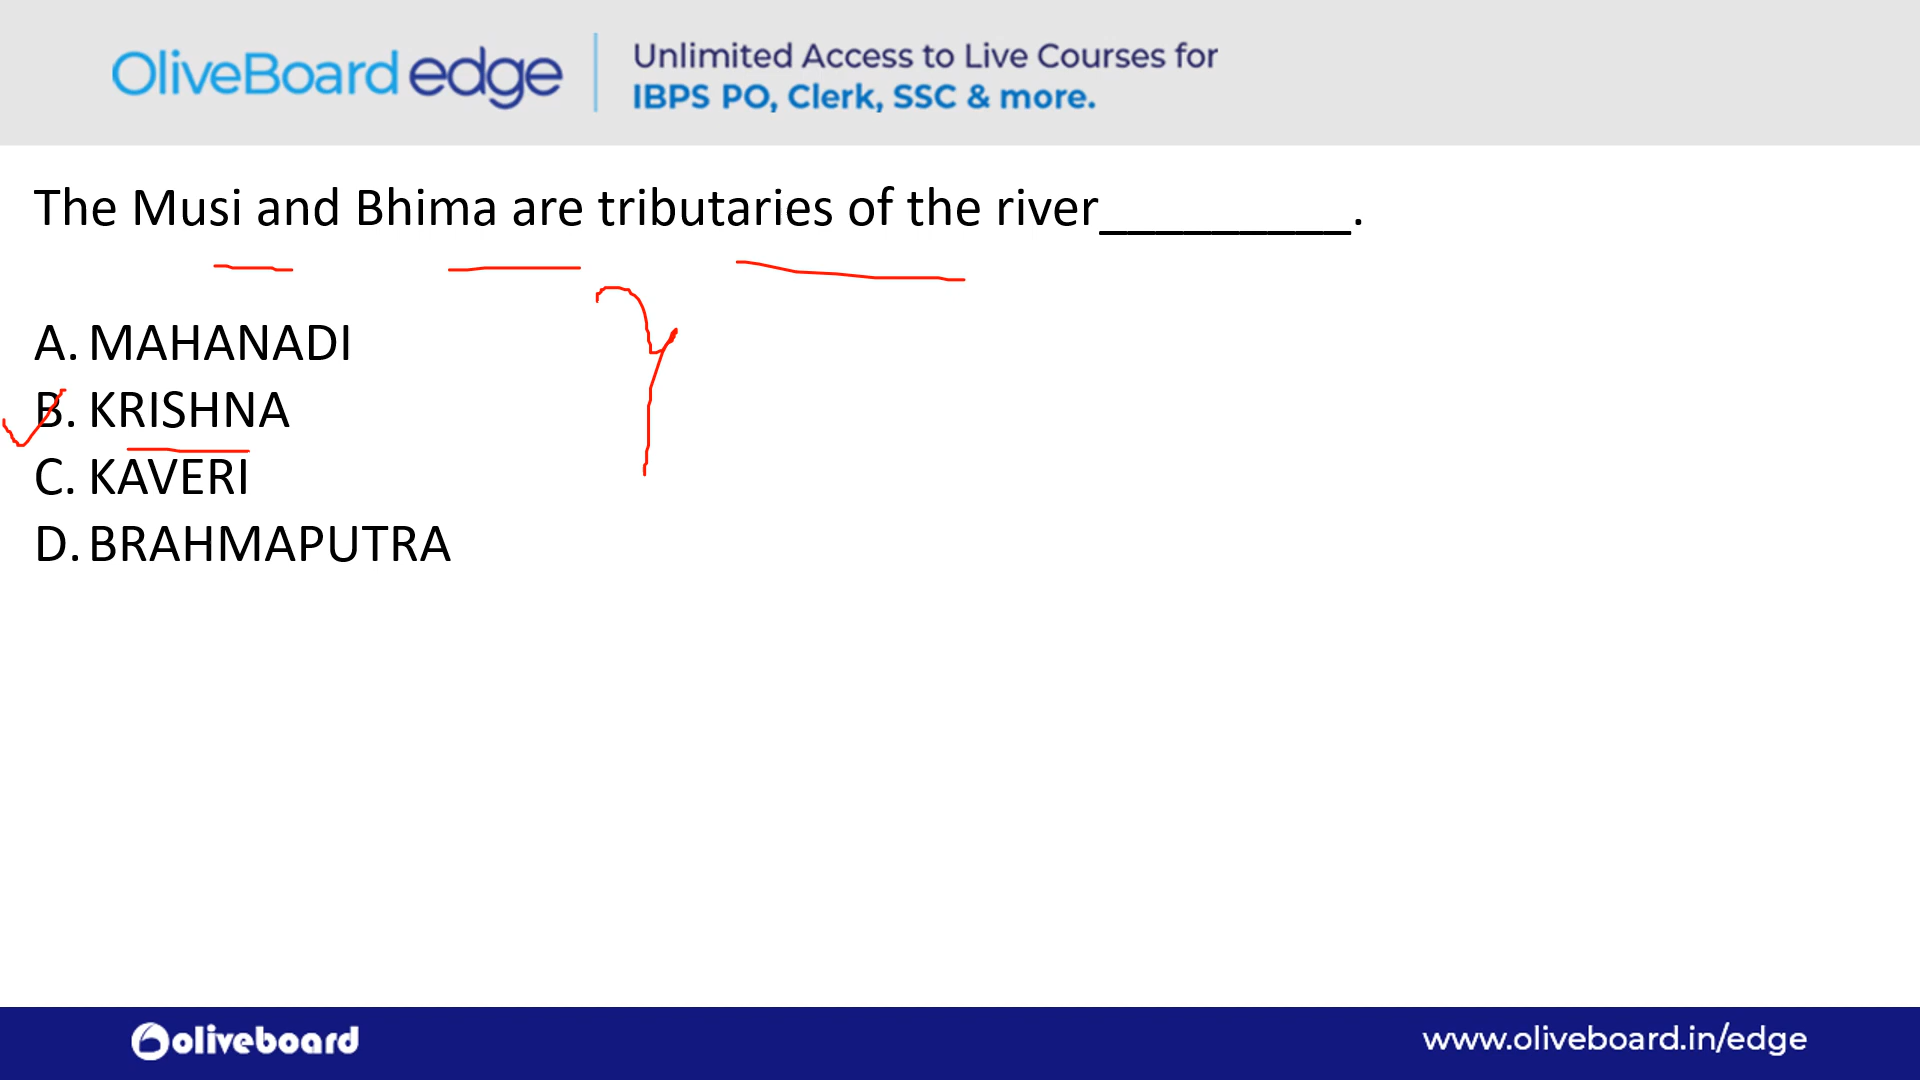 OliveBoard edge
Unlimited Access to Live Courses for
IBPS PO, Clerk, SSC & more.
The Musi and Bhima are tributaries of the river_________.
A. MAHANADI
B. KRISHNA
C. KAVERI
D. BRAHMAPUTRA
oliveboard
www.oliveboard.in/edge